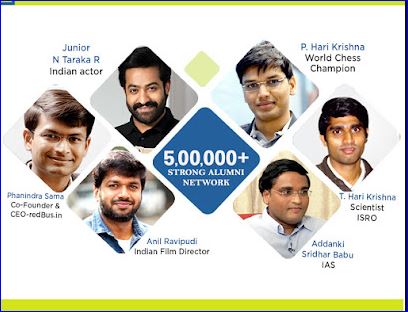 Junior
N Taraka R
Indian actor
P. Hari Krishna
World Chess
Champion
5,00,000+
STRONG ALUMNI
NETWORK
Phanindra Sama
Co-Founder &
CEO-redBus.in
T. Hari Krishna
Scientist
ISRO
Anil Ravipudi
Indian Film Director
Addanki
Sridhar Babu
IAS